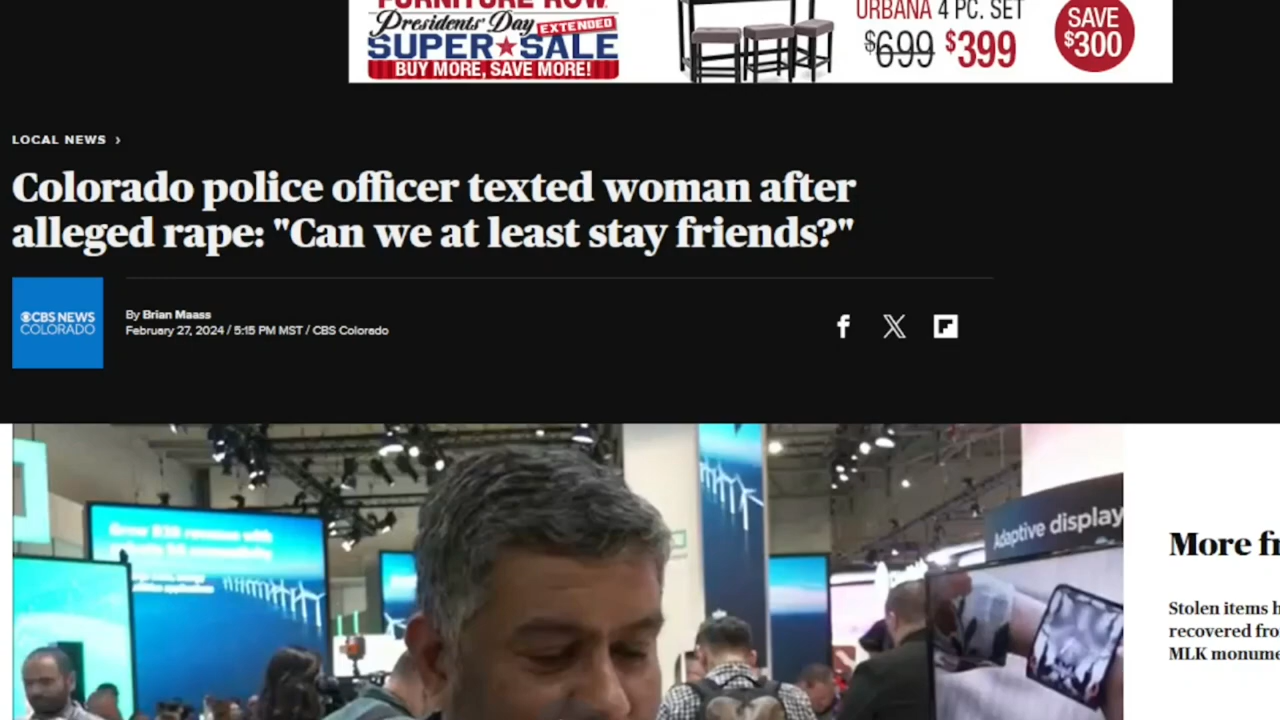 FURNITURE ROW
Presidents' Day EXTENDED
SUPER SALE
BUY MORE, SAVE MORE!
URBANA 4 PC. SET
$699 $399
SAVE
$300
LOCAL NEWS ›
Colorado police officer texted woman after
alleged rape: "Can we at least stay friends?"
CBS NEWS
COLORADO
By Brian Maass
February 27, 2024 / 5:15 PM MST / CBS Colorado
Adaptive display
More fr
Stolen items h
recovered fro
MLK monume